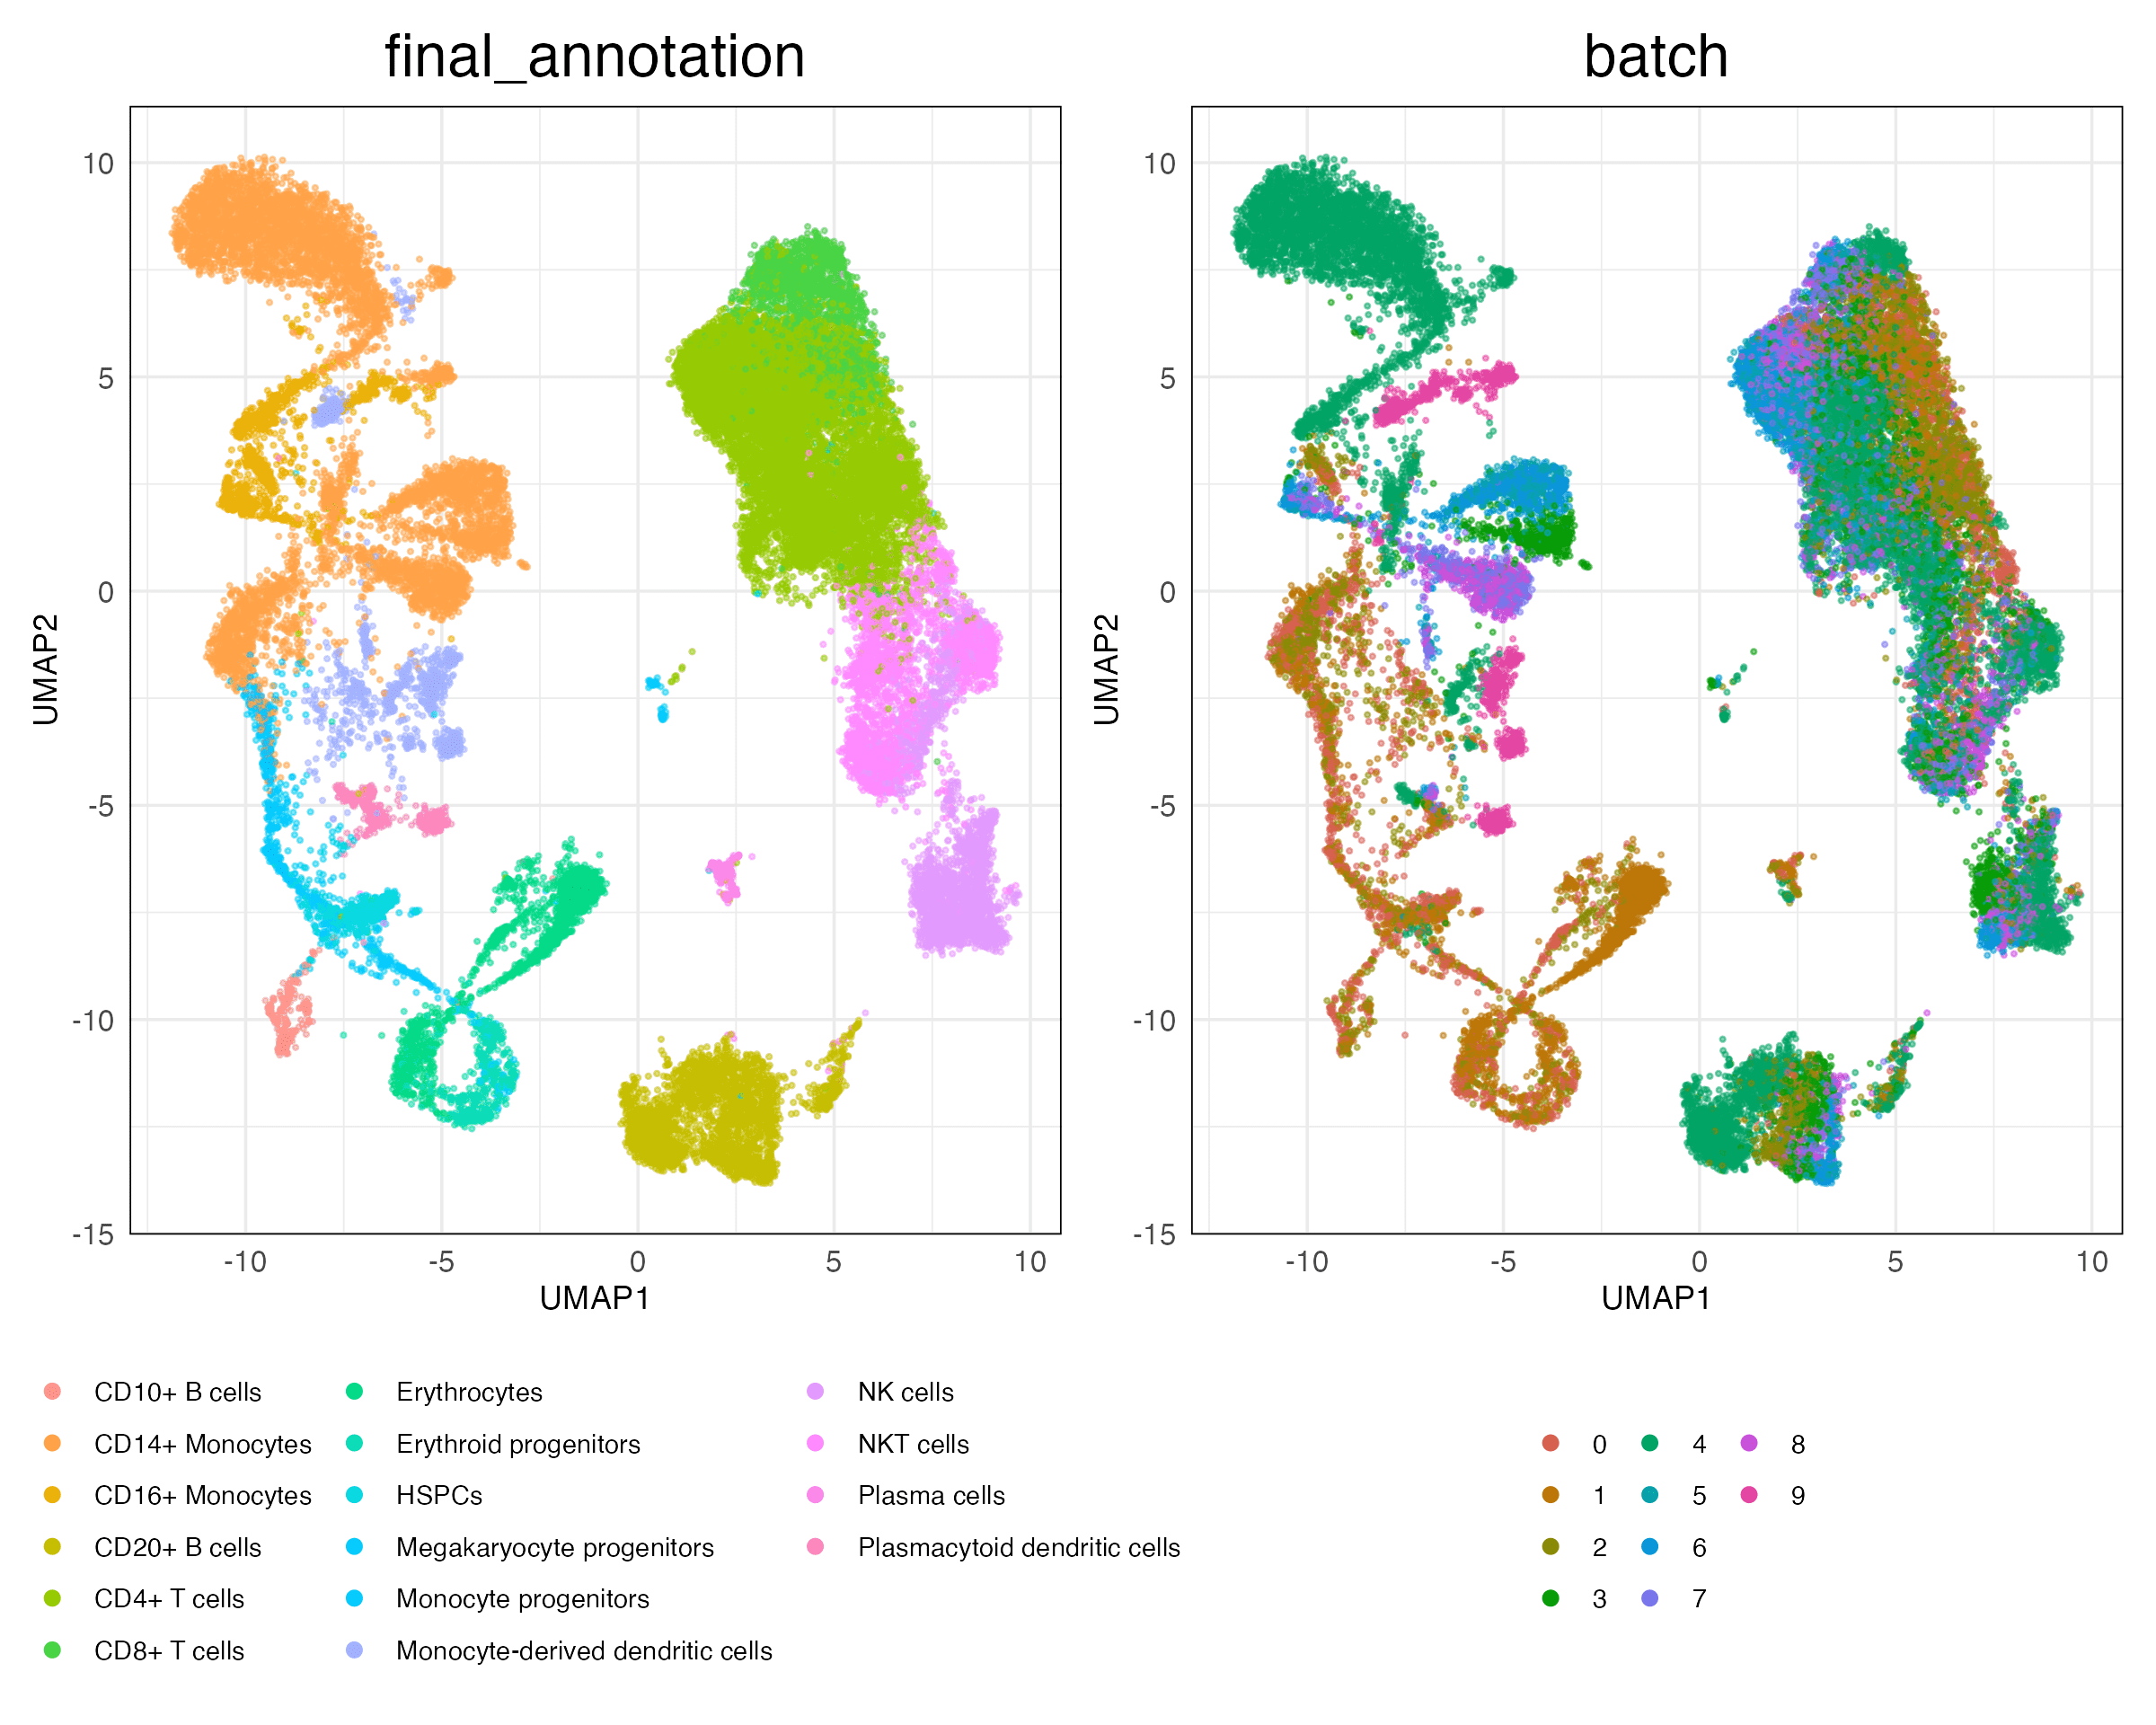 final_annotation
batch
10
5
0
-5
-10
-15
-10
-5
0
5
10
UMAP1
UMAP2
10
5
0
-5
-10
-15
-10
-5
0
5
10
UMAP1
UMAP2
CD10+ B cells
CD14+ Monocytes
CD16+ Monocytes
CD20+ B cells
CD4+ T cells
CD8+ T cells
Erythrocytes
Erythroid progenitors
HSPCs
Megakaryocyte progenitors
Monocyte progenitors
Monocyte-derived dendritic cells
NK cells
NKT cells
Plasma cells
Plasmacytoid dendritic cells
0
1
2
3
4
5
6
7
8
9